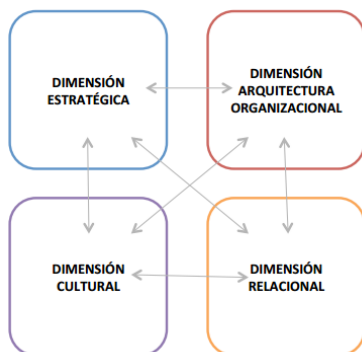 DIMENSIÓN
ESTRATÉGICA
DIMENSIÓN
ARQUITECTURA
ORGANIZACIONAL
DIMENSIÓN
CULTURAL
DIMENSIÓN
RELACIONAL